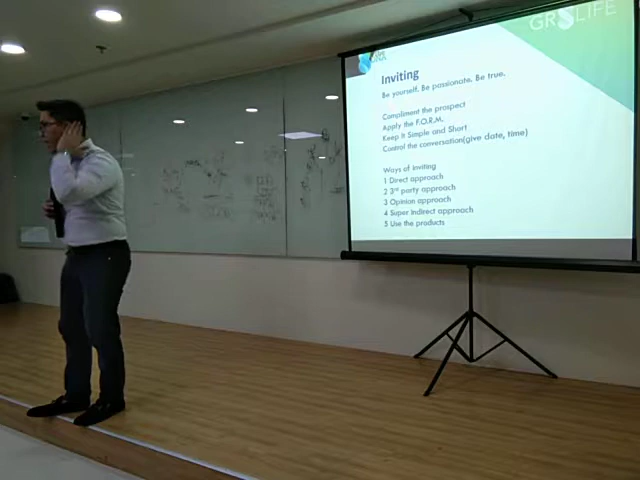 GRSLIFE
Inviting
Be yourself. Be passionate. Be true.
Compliment the prospect
Apply the F.O.R.M.
Keep It Simple and Short
Control the conversation(give date, time)
Ways of Inviting
1 Direct approach
2 3rd party approach
3 Opinion approach
4 Super Indirect approach
5 Use the products